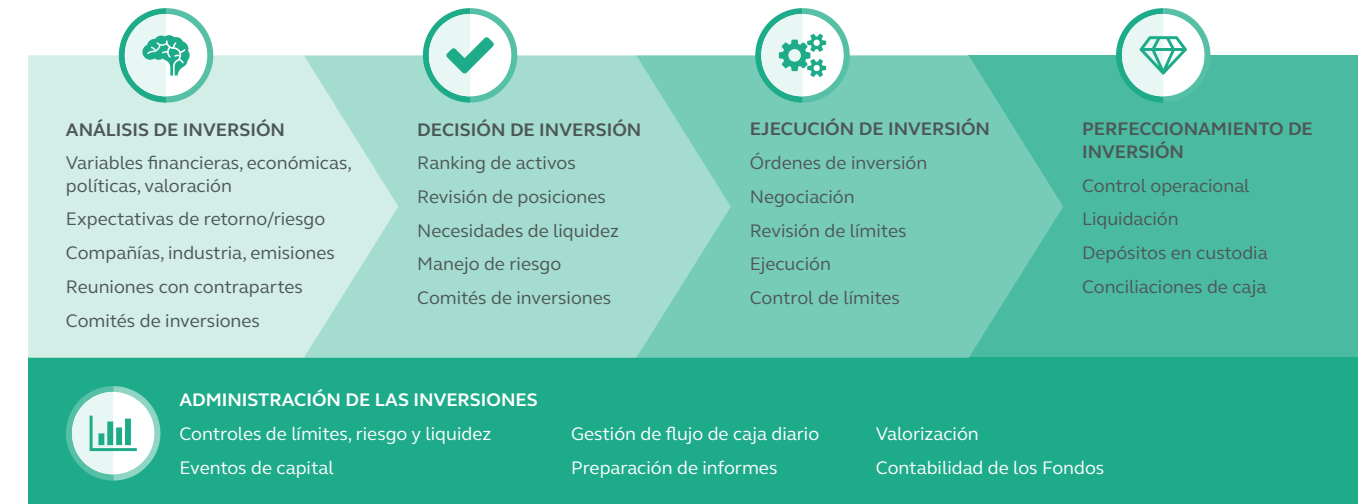 ANÁLISIS DE INVERSIÓN
Variables financieras, económicas,
políticas, valoración
Expectativas de retorno/riesgo
Compañías, industria, emisiones
Reuniones con contrapartes
Comités de inversiones
DECISIÓN DE INVERSIÓN
Ranking de activos
Revisión de posiciones
Necesidades de liquidez
Manejo de riesgo
Comités de inversiones
EJECUCIÓN DE INVERSIÓN
Órdenes de inversión
Negociación
Revisión de límites
Ejecución
Control de límites
PERFECCIONAMIENTO DE
INVERSIÓN
Control operacional
Liquidación
Depósitos en custodia
Conciliaciones de caja
ADMINISTRACIÓN DE LAS INVERSIONES
Controles de límites, riesgo y liquidez
Eventos de capital
Gestión de flujo de caja diario
Preparación de informes
Valorización
Contabilidad de los Fondos